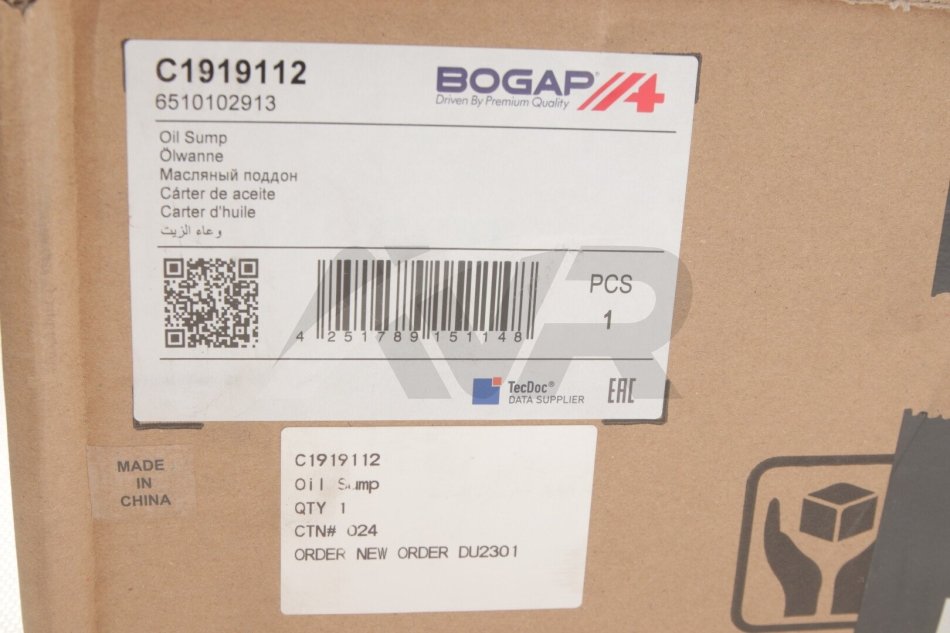 C1919112
6510102913
BOGAP
Driven By Premium Quality
Oil Sump
Ölwanne
Масляный поддон
Cárter de aceite
Carter d'huile
وعاء الزيت
4 251789 151148
PCS
1
TecDoc®
DATA SUPPLIER
EAC
MADE
IN
CHINA
C1919112
Oil Sump
QTY 1
CTN# 024
ORDER NEW ORDER DU2301
AVR